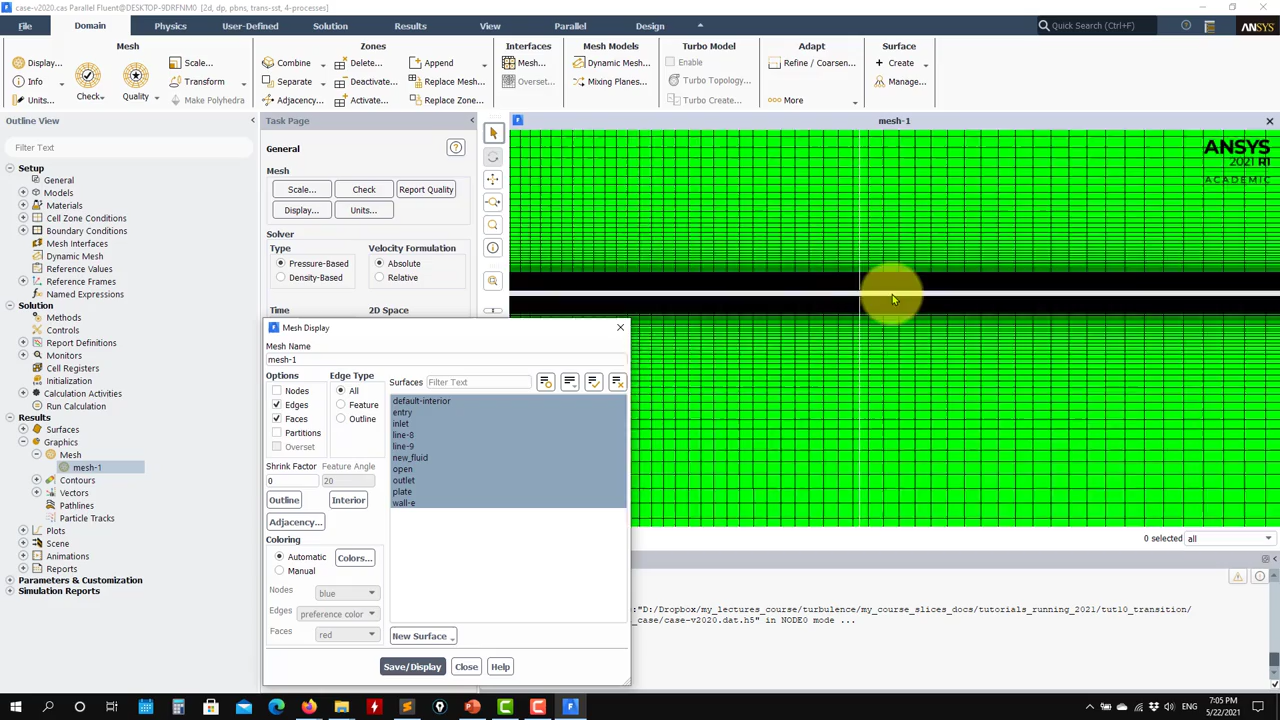 case-v2020.cas Parallel Fluent@DESKTOP-9DRFNM0 [2d, dp, pbns, trans-sst, 4-processes]
File Domain Physics User-Defined Solution Results View Parallel Design Quick Search (Ctrl+F) ANSYS
Mesh Zones Interfaces Mesh Models Turbo Model Adapt Surface
Display... Scale... Combine Delete... Append Mesh... Dynamic Mesh... Enable Refine / Coarsen... Create
Info Check Quality Transform Separate Deactivate... Replace Mesh... Overset... Mixing Planes... Turbo Topology... Manage...
Units... Make Polyhedra Adjacency... Activate... Replace Zone... Turbo Create... More
Outline View
Filter Text
Setup
General
Models
Materials
Cell Zone Conditions
Boundary Conditions
Mesh Interfaces
Dynamic Mesh
Reference Values
Reference Frames
Named Expressions
Solution
Methods
Controls
Report Definitions
Monitors
Cell Registers
Initialization
Calculation Activities
Run Calculation
Results
Surfaces
Graphics
Mesh
mesh-1
Contours
Vectors
Pathlines
Particle Tracks
Plots
Scene
Animations
Reports
Parameters & Customization
Simulation Reports
Task Page
General
Mesh
Scale... Check Report Quality
Display... Units...
Solver
Type Velocity Formulation
Pressure-Based Absolute
Density-Based Relative
Time 2D Space
mesh-1
ANSYS
2021 R1
ACADEMIC
Mesh Display
Mesh Name
mesh-1
Options Edge Type Surfaces Filter Text
Nodes All
Edges Feature
Faces Outline
Partitions
Overset
Shrink Factor Feature Angle
0 20
Outline Interior
Adjacency...
Coloring
Automatic Colors...
Manual
Nodes blue
Edges preference color
Faces red
default-interior
entry
inlet
line-8
line-9
new_fluid
open
outlet
plate
wall-e
New Surface
Save/Display Close Help
0 selected all
:"D:/Dropbox/my_lectures_course/turbulence/my_course_slices_docs/tuttirals_running_2021/tut10_transition/
_case/case-v2020.dat.h5" in NODE0 mode ...
ENG 7:05 PM
5/22/2021